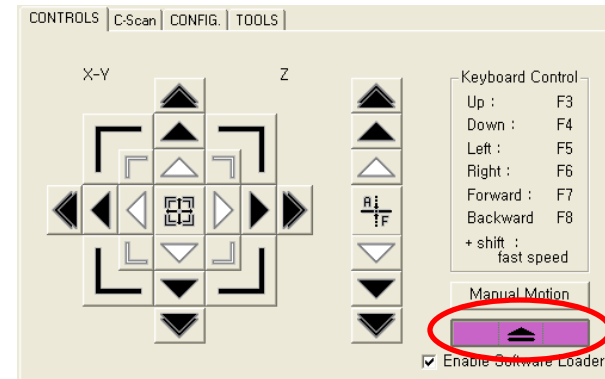 CONTROLS C-Scan CONFIG. TOOLS
X-Y Z
Keyboard Control
Up : F3
Down : F4
Left : F5
Right : F6
Forward : F7
Backward F8
+ shift :
fast speed
A
F
Manual Motion
Enable Software Loader